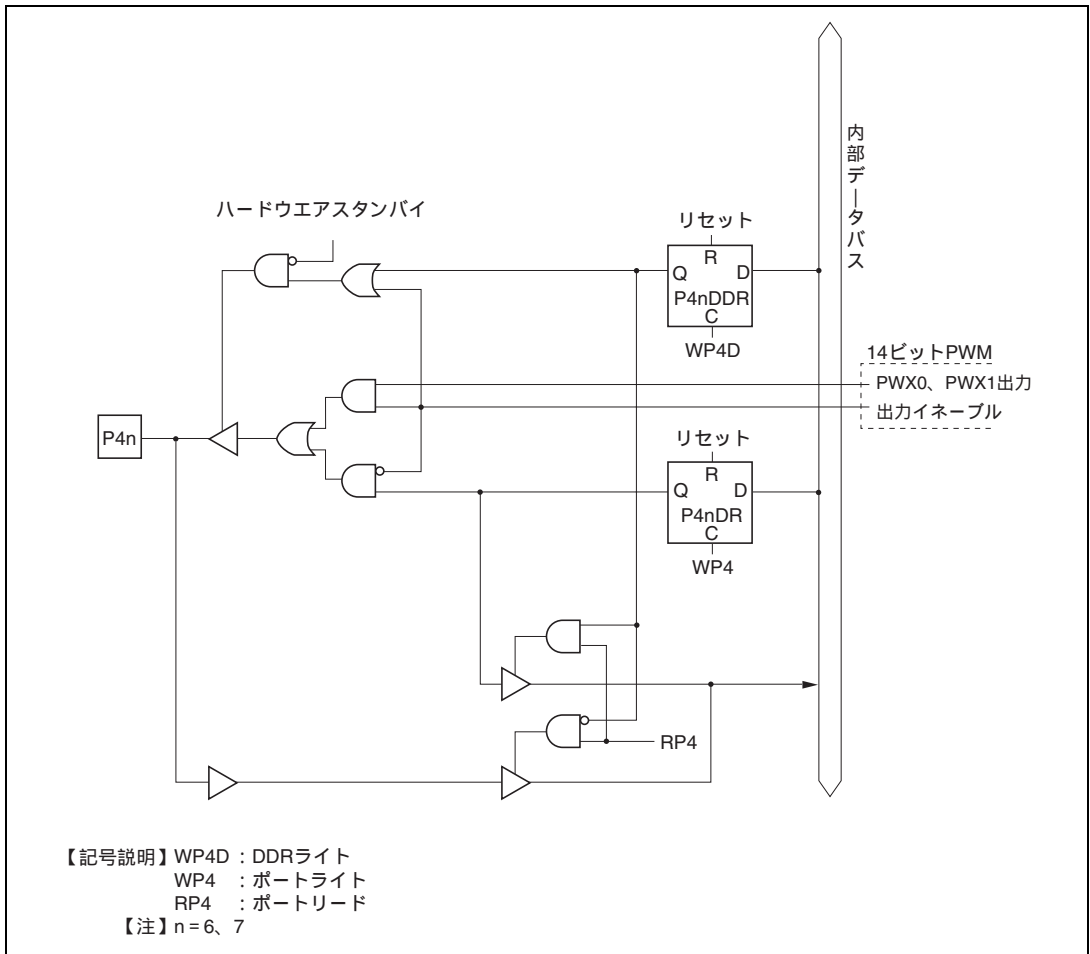 ハードウエアスタンバイ
リセット
R
Q D
P4nDDR
C
WP4D
内部データバス
14ビットPWM
PWX0、PWX1出力
出力イネーブル
P4n
リセット
R
Q D
P4nDR
C
WP4
RP4
【記号説明】WP4D : DDRライト
WP4 : ポートライト
RP4 : ポートリード
【注】n = 6、7